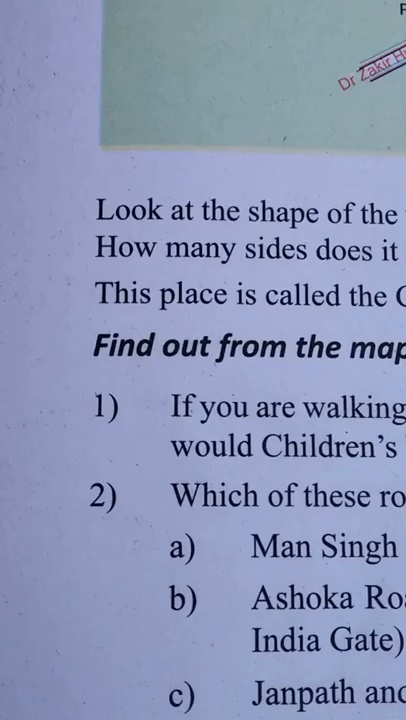 Dr Zakir
Look at the shape of the
How many sides does it
This place is called the
Find out from the map
1) If you are walking
would Children's
2) Which of these
a) Man Singh
b) Ashoka
India Gate)
c) Janpath and